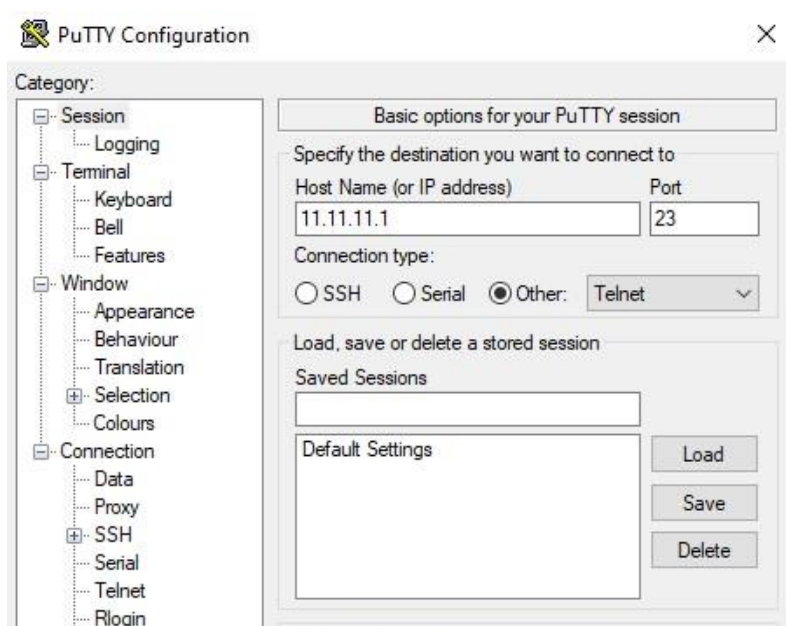 PuTTY Configuration
Category:
Session
Logging
Terminal
Keyboard
Bell
Features
Window
Appearance
Behaviour
Translation
Selection
Colours
Connection
Data
Proxy
SSH
Serial
Telnet
Rlogin
Basic options for your PuTTY session
Specify the destination you want to connect to
Host Name (or IP address) Port
11.11.11.1 23
Connection type:
SSH Serial Other: Telnet
Load, save or delete a stored session
Saved Sessions
Default Settings
Load
Save
Delete